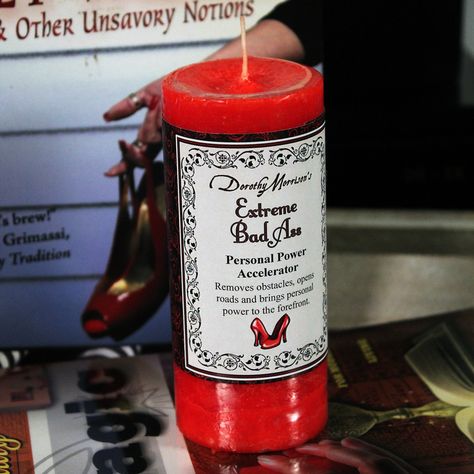 & Other Unsavory Notions
's brew!"
Grimassi,
Tradition
Dorothy Morrison's
Extreme
Bad Ass
Personal Power
Accelerator
Removes obstacles, opens
roads and brings personal
power to the forefront.